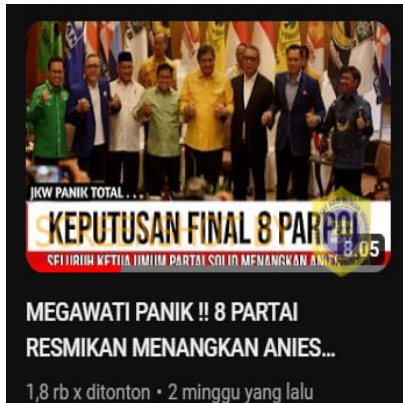 JKW PANIK TOTAL . . .
KEPUTUSAN FINAL 8 PARPOL
SELURUH KETUA UMUM PARTAI SOLID MENANGKAN ANIES
8.05
MEGAWATI PANIK !! 8 PARTAI
RESMIKAN MENANGKAN ANIES...
1,8 rb x ditonton • 2 minggu yang lalu